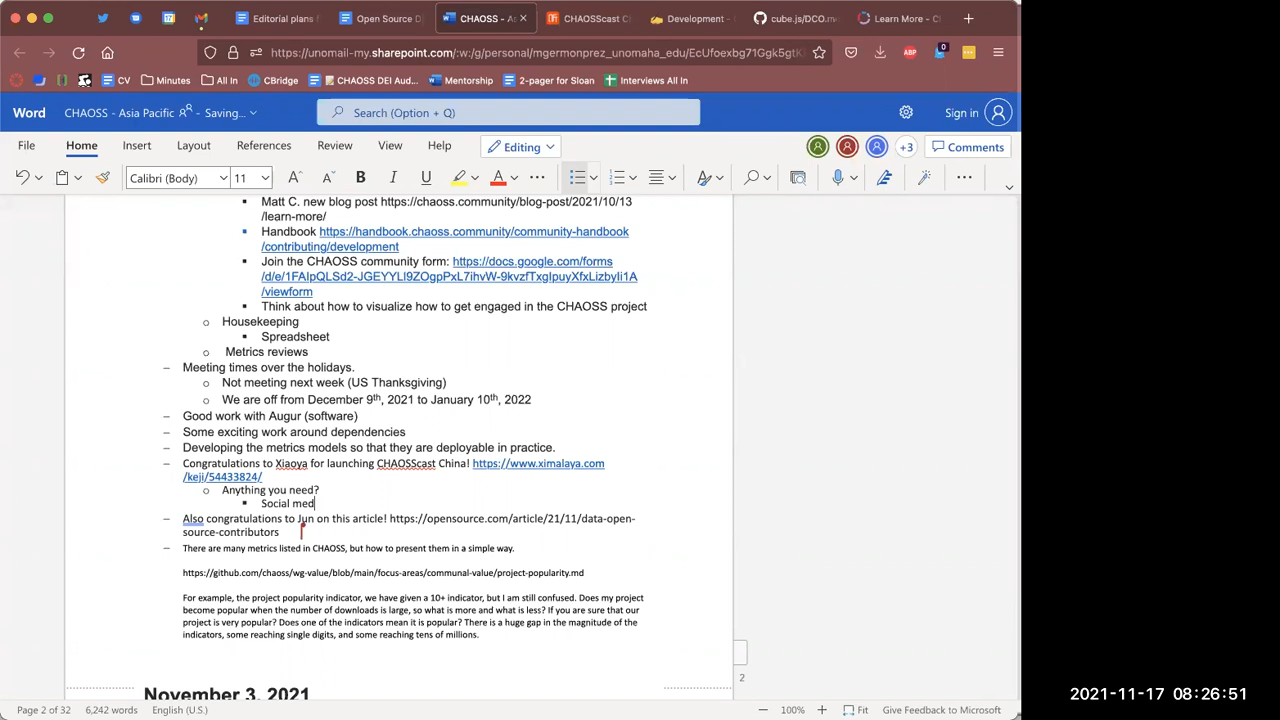 Editorial plans f
Open Source D
CHAOSS - As
CHAOSScast C
Development -
cube.js/DCO.m
Learn More - C
https://unomail-my.sharepoint.com/:w:/g/personal/mgermonprez_unomaha_edu/EcUfoexbg71Ggk5gtK
ABP
0
CV
Minutes
All In
CBridge
CHAOSS DEI Aud...
Mentorship
2-pager for Sloan
Interviews All In
Word
CHAOSS - Asia Pacific
- Saving...
Search (Option + Q)
Sign in
File
Home
Insert
Layout
References
Review
View
Help
Editing
+3
Comments
Calibri (Body)
11
Matt C. new blog post https://chaoss.community/blog-post/2021/10/13
/learn-more/
Handbook https://handbook.chaoss.community/community-handbook
/contributing/development
Join the CHAOSS community form: https://docs.google.com/forms
/d/e/1FAIpQLSd2-JGEYYLI9ZOgpPxL7ihvW-9kvzfTxgIpuyXfxLizbyIi1A
/viewform
Think about how to visualize how to get engaged in the CHAOSS project
Housekeeping
Spreadsheet
Metrics reviews
Meeting times over the holidays.
Not meeting next week (US Thanksgiving)
We are off from December 9th, 2021 to January 10th, 2022
Good work with Augur (software)
Some exciting work around dependencies
Developing the metrics models so that they are deployable in practice.
Congratulations to Xiaoya for launching CHAOSScast China! https://www.ximalaya.com
/keji/54433824/
Anything you need?
Social med
Also congratulations to Jun on this article! https://opensource.com/article/21/11/data-open-
source-contributors
There are many metrics listed in CHAOSS, but how to present them in a simple way.
https://github.com/chaoss/wg-value/blob/main/focus-areas/communal-value/project-popularity.md
For example, the project popularity indicator, we have given a 10+ indicator, but I am still confused. Does my project
become popular when the number of downloads is large, so what is more and what is less? If you are sure that our
project is very popular? Does one of the indicators mean it is popular? There is a huge gap in the magnitude of the
indicators, some reaching single digits, and some reaching tens of millions.
2
November 3, 2021
Page 2 of 32
6,242 words
English (U.S.)
100%
Fit
Give Feedback to Microsoft
2021-11-17 08:26:51